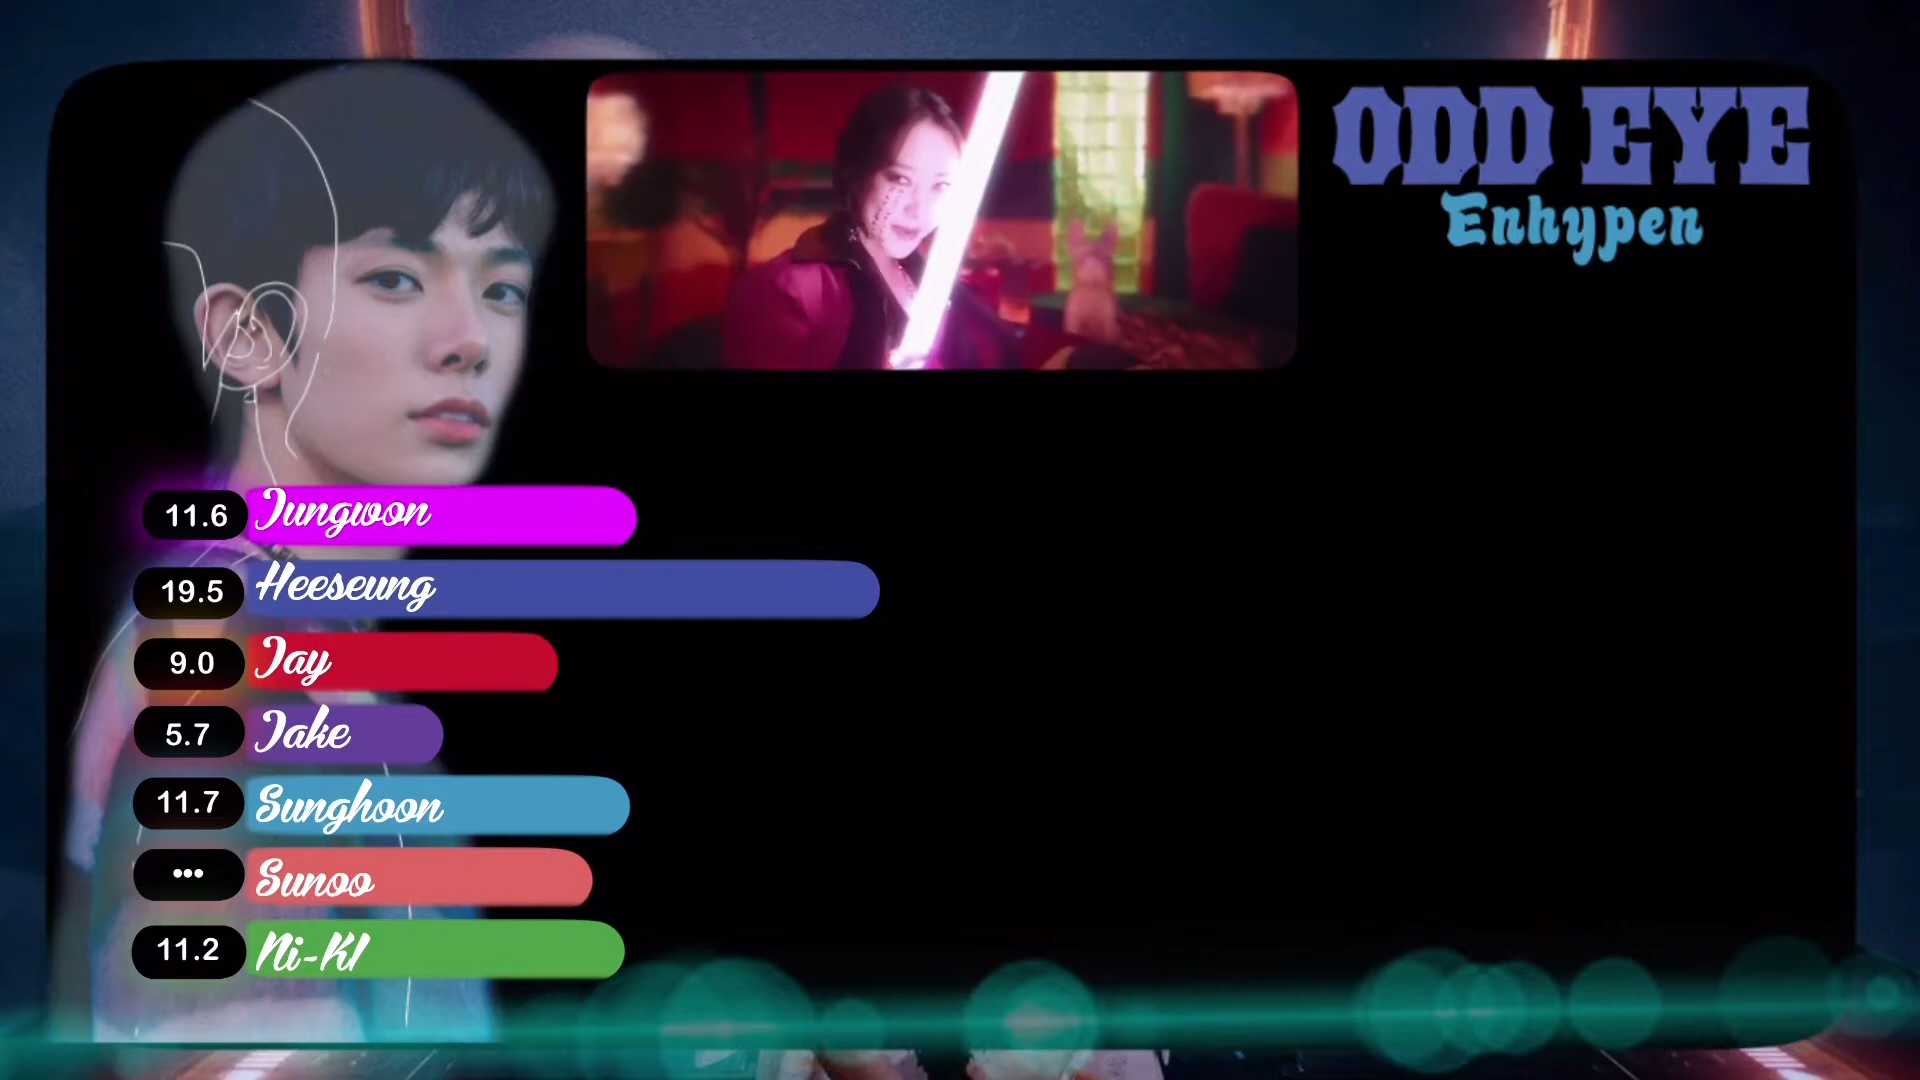 ODD EYE
Enhypen
11.6 Jungwon
19.5 Heeseung
9.0 Jay
5.7 Jake
11.7 Sunghoon
••• Sunoo
11.2 Ni-KI